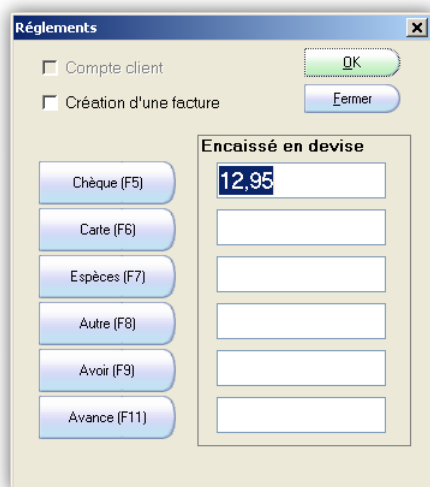 Réglements
Compte client
OK
Création d'une facture
Fermer
Encaissé en devise
Chèque (F5)
12,95
Carte (F6)
Espèces (F7)
Autre (F8)
Avoir (F9)
Avance (F11)